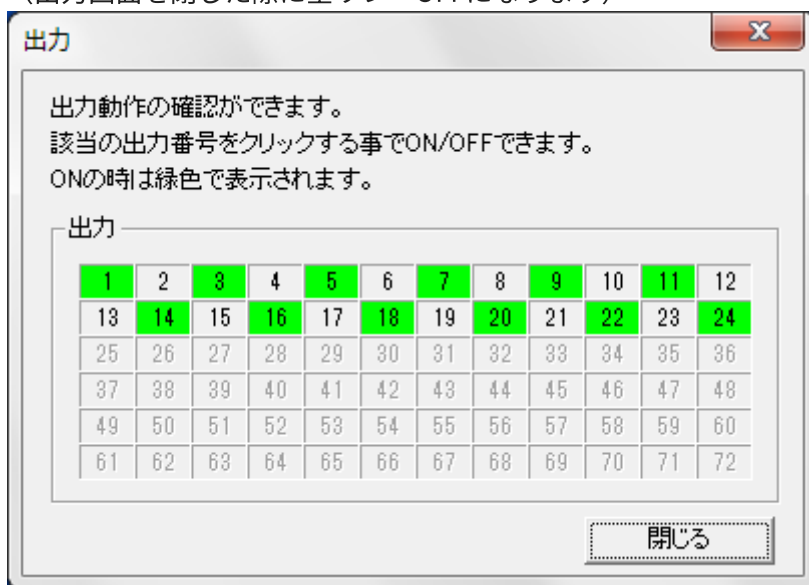 出力
出力動作の確認ができます。
該当の出力番号をクリックする事でON/OFFできます。
ONの時は緑色で表示されます。
出力
1 2 3 4 5 6 7 8 9 10 11 12
13 14 15 16 17 18 19 20 21 22 23 24
25 26 27 28 29 30 31 32 33 34 35 36
37 38 39 40 41 42 43 44 45 46 47 48
49 50 51 52 53 54 55 56 57 58 59 60
61 62 63 64 65 66 67 68 69 70 71 72
閉じる